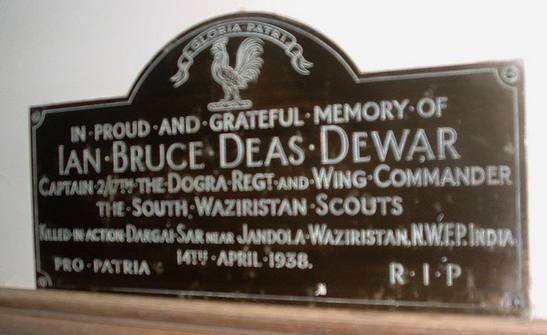 GLORIA PATRI
IN·PROUD·AND·GRATEFUL·MEMORY·OF
IAN·BRUCE DEAS·DEWAR
CAPTAIN·2/17TH·THE·DOGRA·REGT·AND·WING·COMMANDER
THE·SOUTH·WAZIRISTAN·SCOUTS
KILLED·IN·ACTION·DARGAI·SAR NEAR JANDOLA·WAZIRISTAN, N.W.F.P. INDIA
14TH·APRIL·1938.
PRO·PATRIA R·I·P